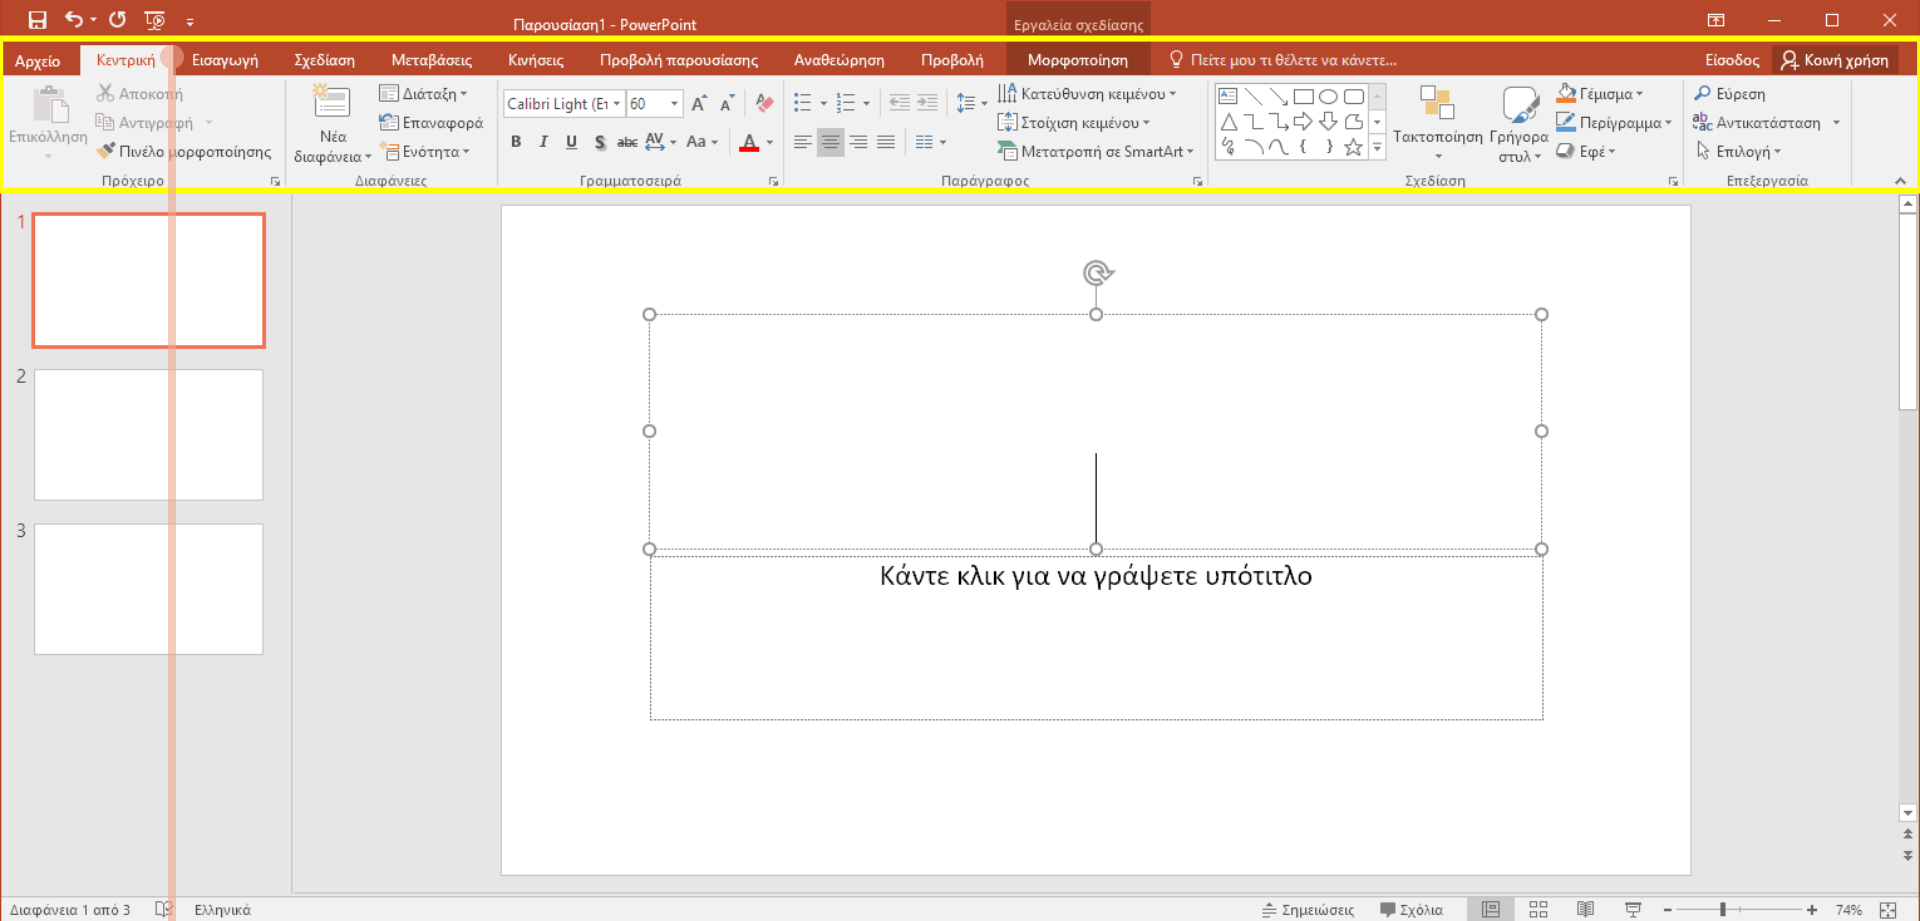 Παρουσίαση1 - PowerPoint
Εργαλεία σχεδίασης
Αρχείο Κεντρική Εισαγωγή Σχεδίαση Μεταβάσεις Κινήσεις Προβολή παρουσίασης Αναθεώρηση Προβολή Μορφοποίηση Πείτε μου τι θέλετε να κάνετε... Είσοδος Κοινή χρήση
Επικόλληση
Αποκοπή
Αντιγραφή
Πινέλο μορφοποίησης
Πρόχειρο
Νέα
διαφάνεια
Διάταξη
Επαναφορά
Ενότητα
Διαφάνειες
Calibri Light (Ετ 60
B I U S abc AV Aa A
Γραμματοσειρά
Κατεύθυνση κειμένου
Στοίχιση κειμένου
Μετατροπή σε SmartArt
Παράγραφος
Τακτοποίηση
Γρήγορα
στυλ
Γέμισμα
Περίγραμμα
Εφέ
Σχεδίαση
Εύρεση
Αντικατάσταση
Επιλογή
Επεξεργασία
1
2
3
Κάντε κλικ για να γράψετε υπότιτλο
Διαφάνεια 1 από 3 Ελληνικά Σημειώσεις Σχόλια 74%